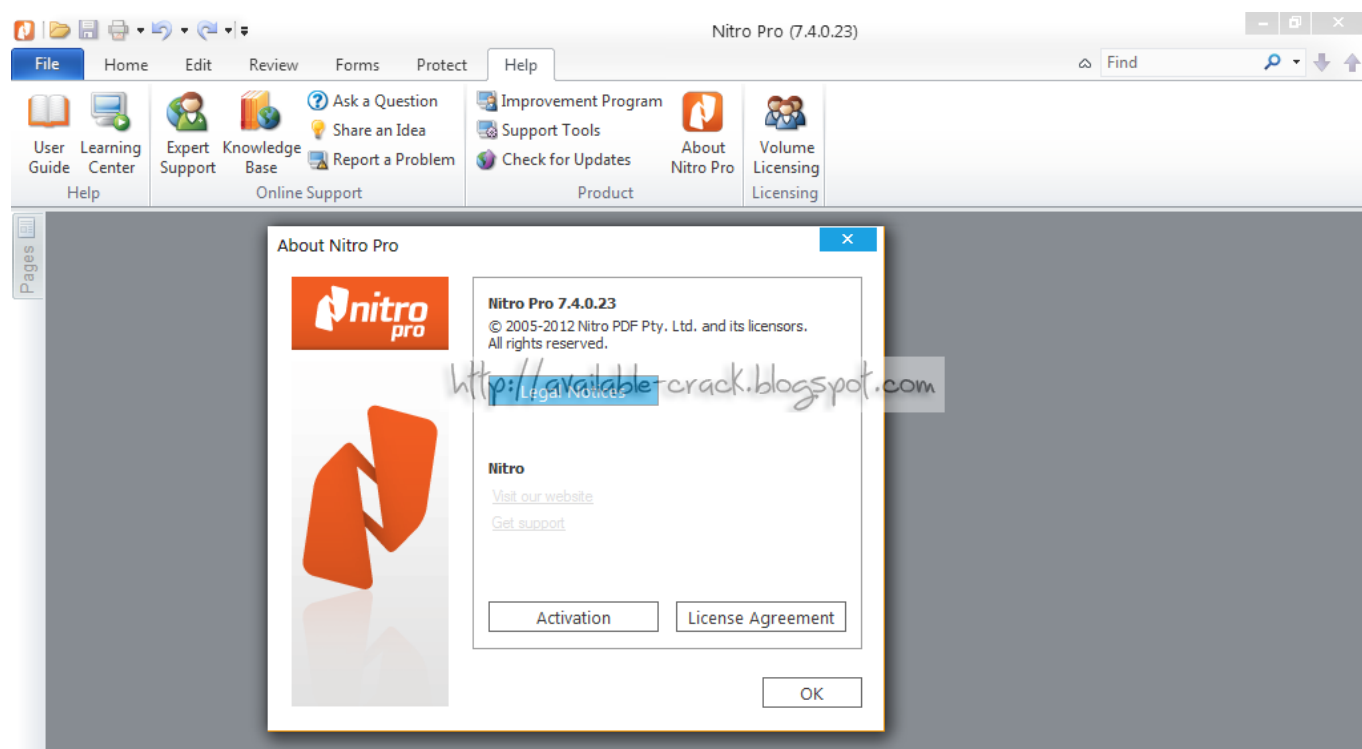 Nitro Pro (7.4.0.23)
File Home Edit Review Forms Protect Help Find
User Guide
Learning Center
Help
Expert Support
Knowledge Base
Ask a Question
Share an Idea
Report a Problem
Online Support
Improvement Program
Support Tools
Check for Updates
About Nitro Pro
Product
Volume Licensing
Licensing
Pages
About Nitro Pro
nitro
pro
Nitro Pro 7.4.0.23
© 2005-2012 Nitro PDF Pty. Ltd. and its licensors.
All rights reserved.
http://available-crack.blogspot.com
Legal Notices
Nitro
Visit our website
Get support
Activation
License Agreement
OK